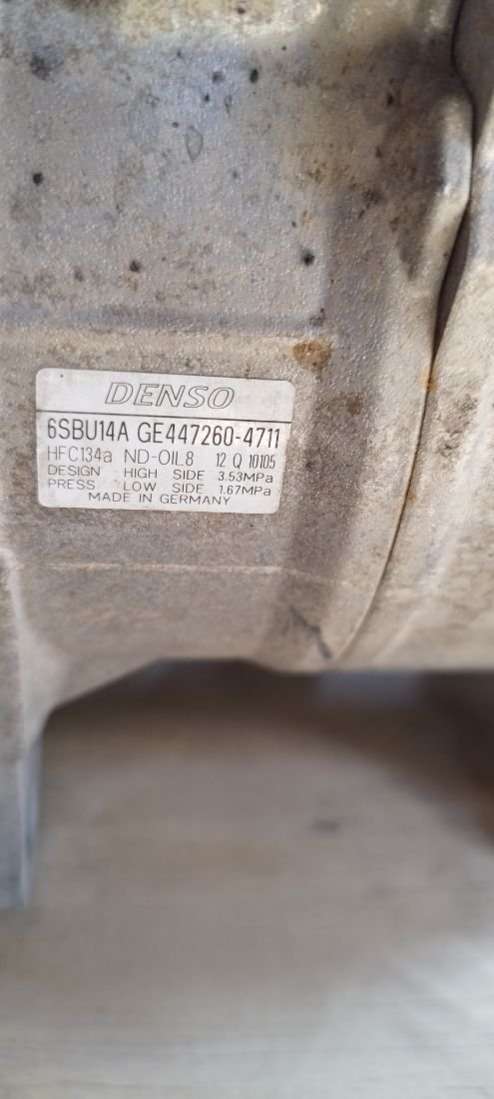 DENSO
6SBU14A GE447260-4711
HFC134a ND-OIL8 12 Q 10105
DESIGN HIGH SIDE 3.53MPa
PRESS LOW SIDE 1.67MPa
MADE IN GERMANY